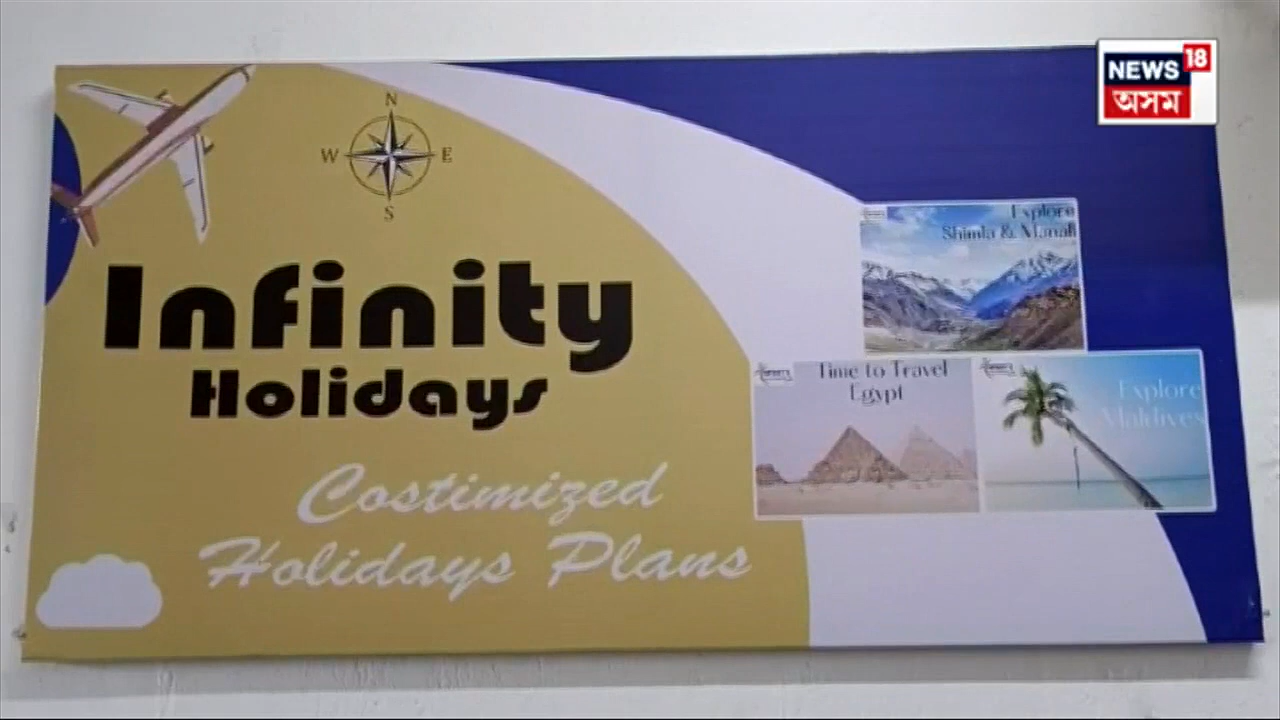 NEWS 18
অসম
N
W E
S
Infinity
Holidays
Costimized
Holidays Plans
Explore
Shimla & Manali
Time to Travel
Egypt
Explore
Maldives